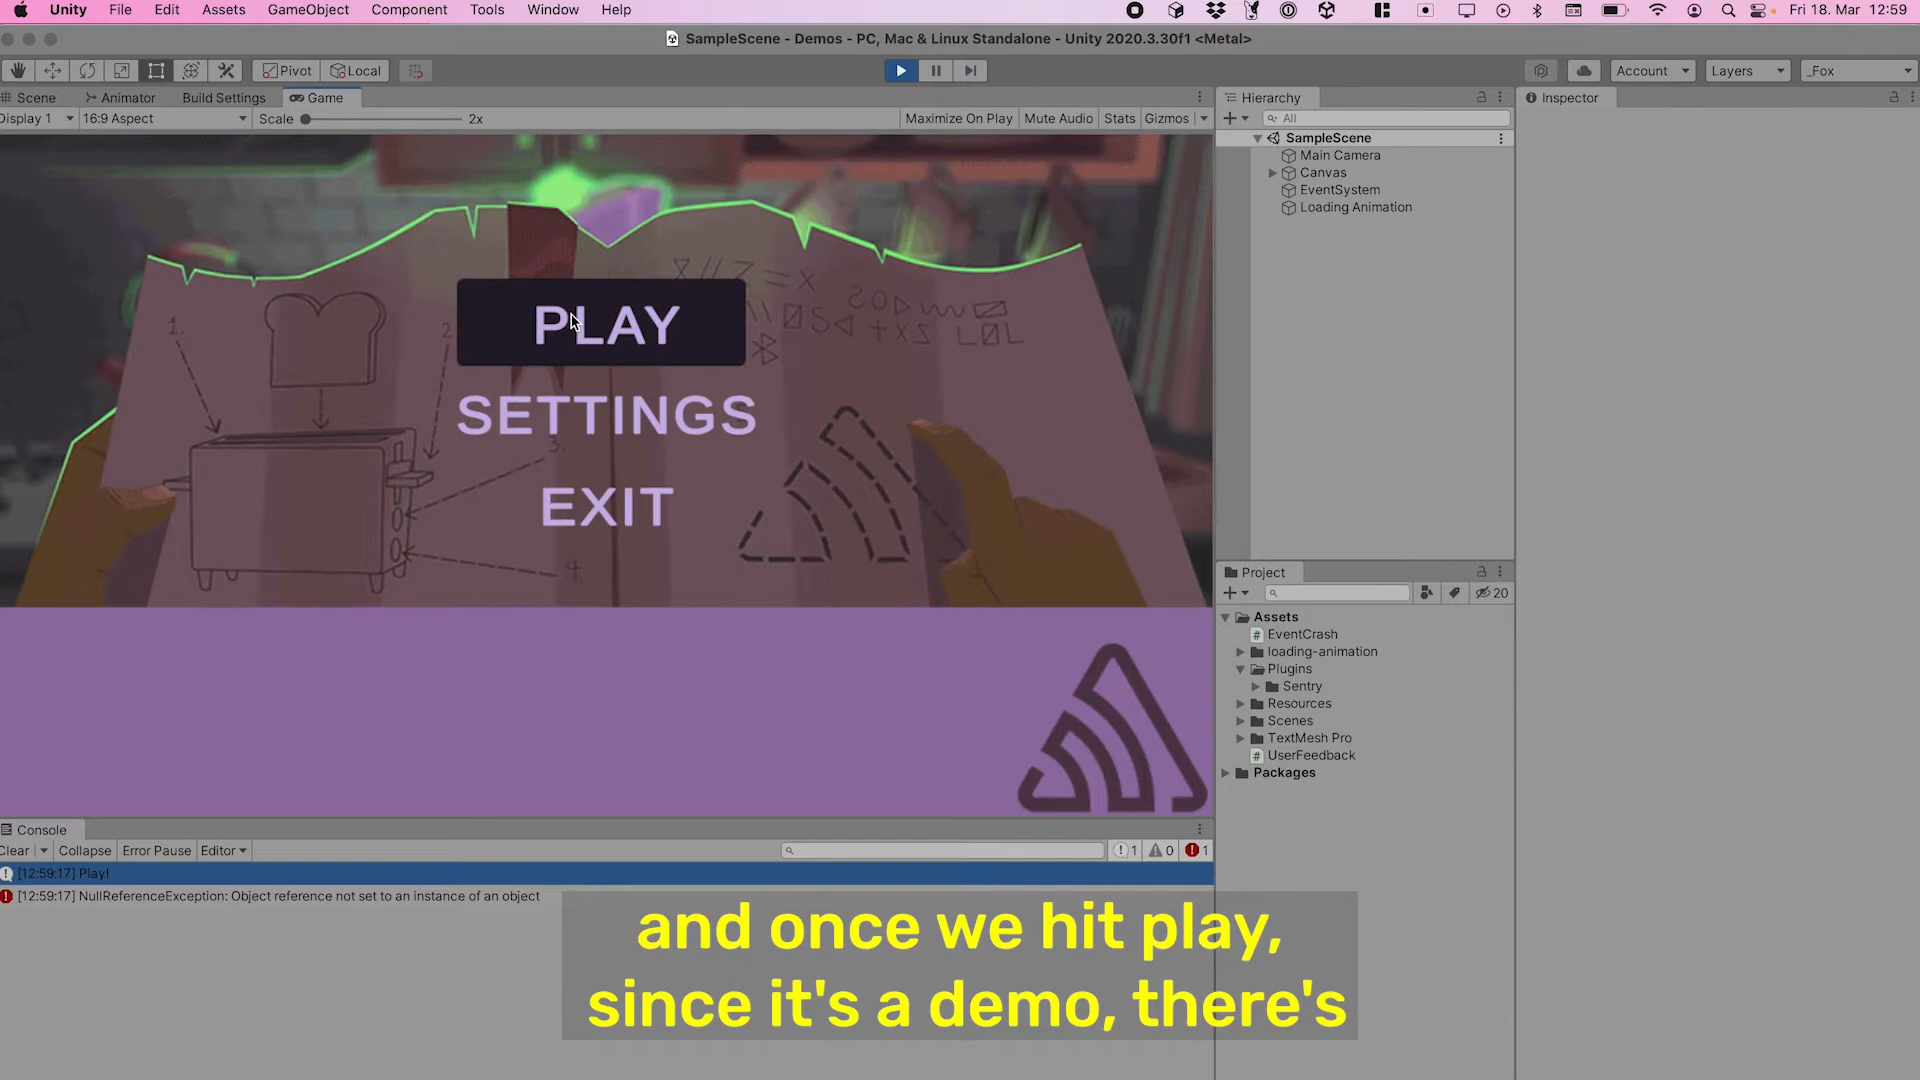 Unity File Edit Assets GameObject Component Tools Window Help Fri 18. Mar 12:59
SampleScene - Demos - PC, Mac & Linux Standalone - Unity 2020.3.30f1 <Metal>
Pivot Local Account Layers _Fox
Scene Animator Build Settings Game Hierarchy Inspector
Display 1 16:9 Aspect Scale 2x Maximize On Play Mute Audio Stats Gizmos All
SampleScene
Main Camera
Canvas
EventSystem
Loading Animation
1.
2
PLAY
SETTINGS
3.
EXIT
4.
Project
20
Assets
EventCrash
loading-animation
Plugins
Sentry
Resources
Scenes
TextMesh Pro
UserFeedback
Packages
Console
Clear Collapse Error Pause Editor 1 0 1
[12:59:17] Play!
[12:59:17] NullReferenceException: Object reference not set to an instance of an object
and once we hit play,
since it's a demo, there's